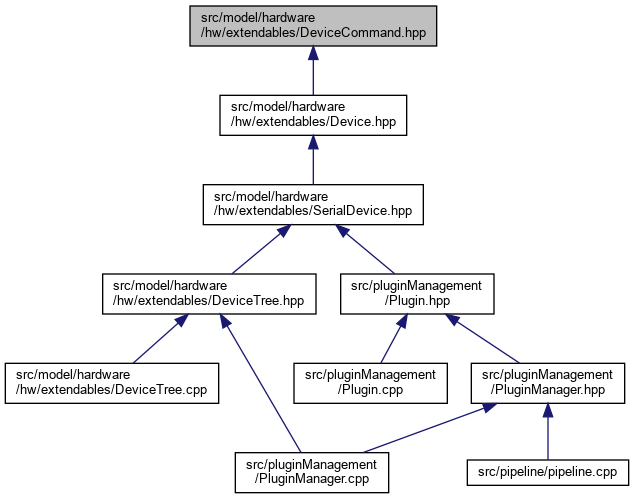 src/model/hardware
/hw/extendables/DeviceCommand.hpp
src/model/hardware
/hw/extendables/Device.hpp
src/model/hardware
/hw/extendables/SerialDevice.hpp
src/model/hardware
/hw/extendables/DeviceTree.hpp
src/pluginManagement
/Plugin.hpp
src/model/hardware
/hw/extendables/DeviceTree.cpp
src/pluginManagement
/Plugin.cpp
src/pluginManagement
/PluginManager.hpp
src/pluginManagement
/PluginManager.cpp
src/pipeline/pipeline.cpp